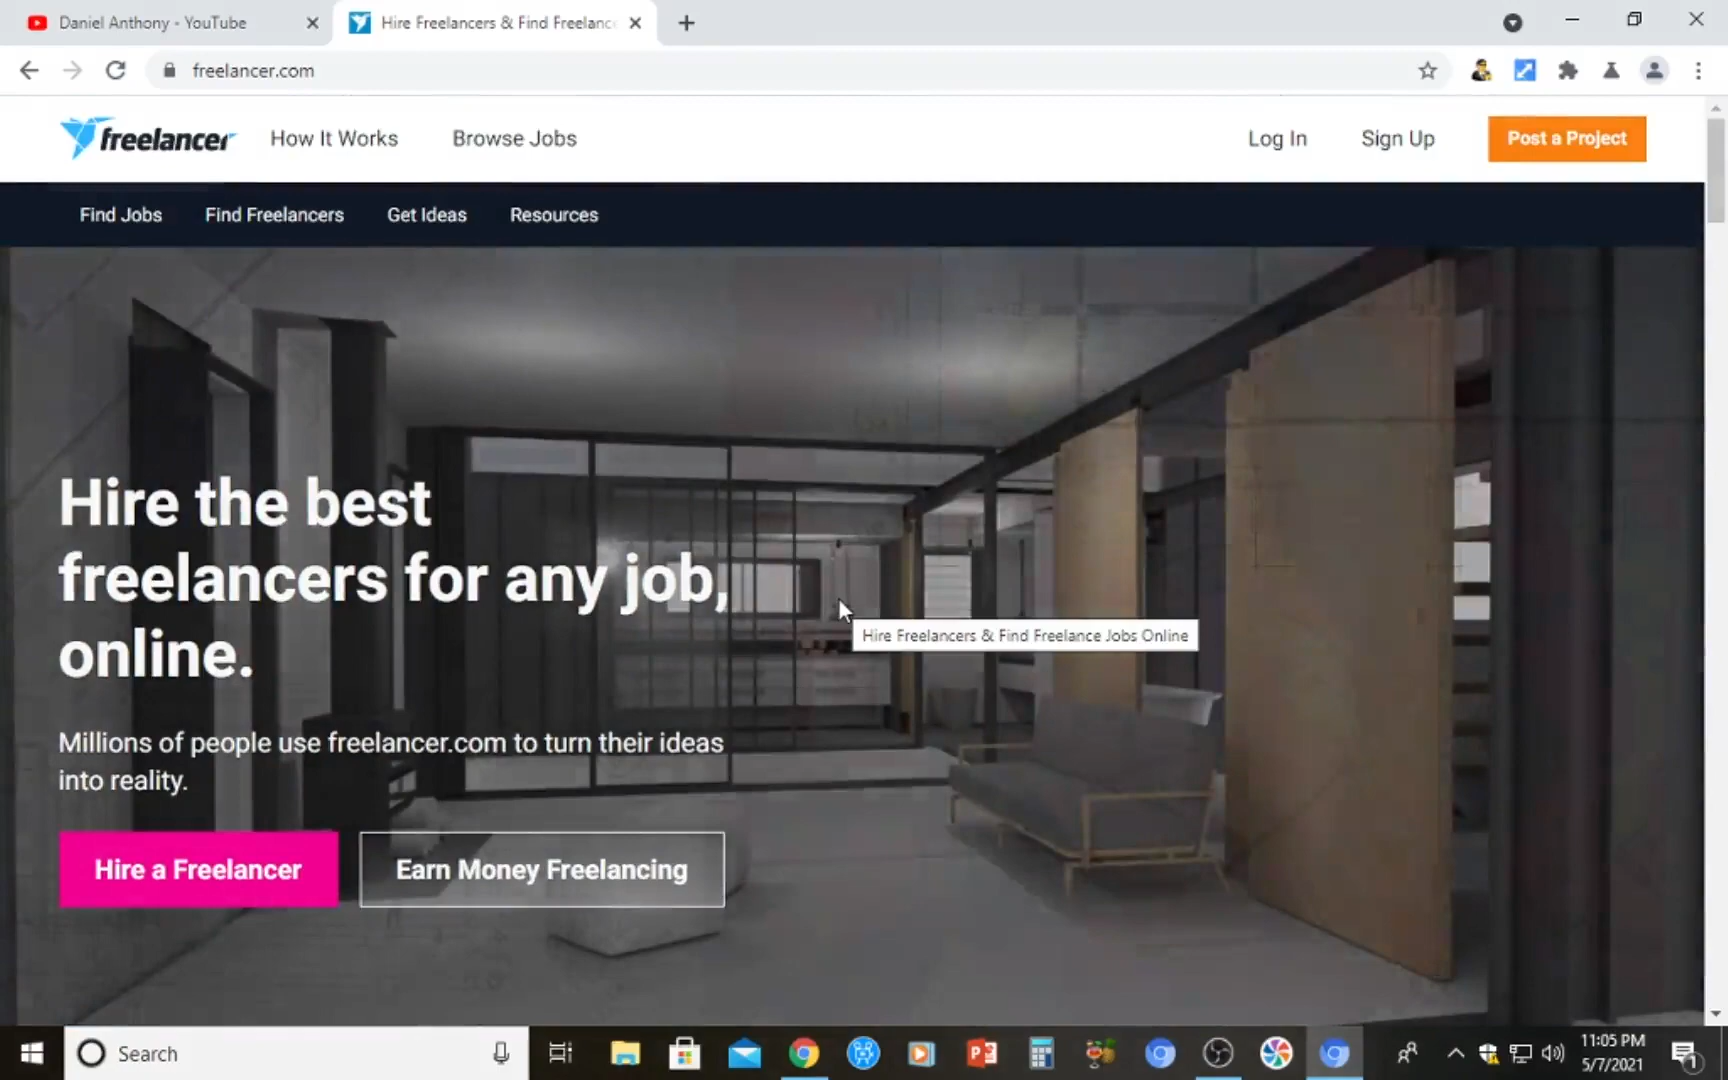 Daniel Anthony - YouTube
Hire Freelancers & Find Freelanc
freelancer.com
freelancer
How It Works
Browse Jobs
Log In
Sign Up
Post a Project
Find Jobs
Find Freelancers
Get Ideas
Resources
Hire the best
freelancers for any job,
online.
Hire Freelancers & Find Freelance Jobs Online
Millions of people use freelancer.com to turn their ideas
into reality.
Hire a Freelancer
Earn Money Freelancing
Search
11:05 PM
5/7/2021
1